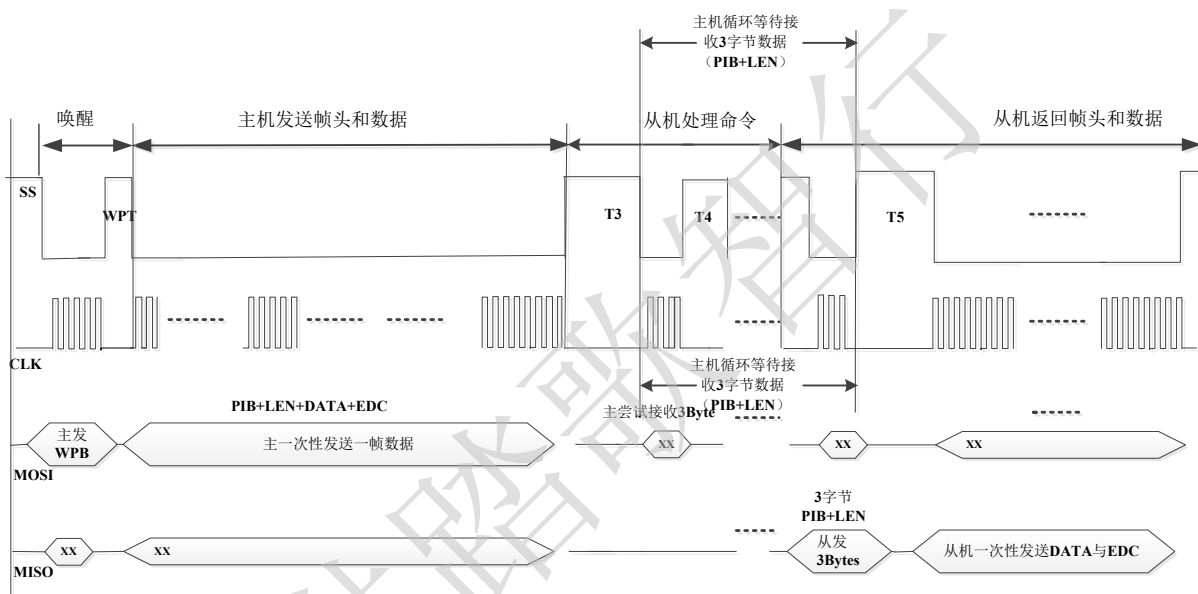 主机循环等待接
收3字节数据
（PIB+LEN）
唤醒
主机发送帧头和数据
从机处理命令
从机返回帧头和数据
SS
WPT
T3
T4
T5
CLK
主机循环等待接
收3字节数据
（PIB+LEN）
PIB+LEN+DATA+EDC
主尝试接收3Byte
主发
WPB
主一次性发送一帧数据
XX
XX
XX
MOSI
3字节
PIB+LEN
XX
XX
从发
3Bytes
从机一次性发送DATA与EDC
MISO
踏歌智行